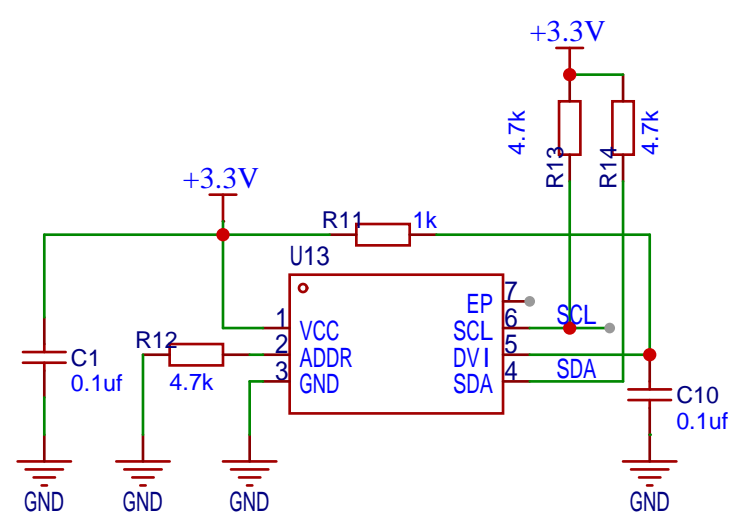 +3.3V
4.7k
R13
R14
4.7k
+3.3V
R11
1k
U13
7
EP
SCL
1
VCC
6
SCL
R12
2
ADDR
5
DVI
C1
0.1uf
4.7k
3
GND
4
SDA
SDA
C10
0.1uf
GND
GND
GND
GND